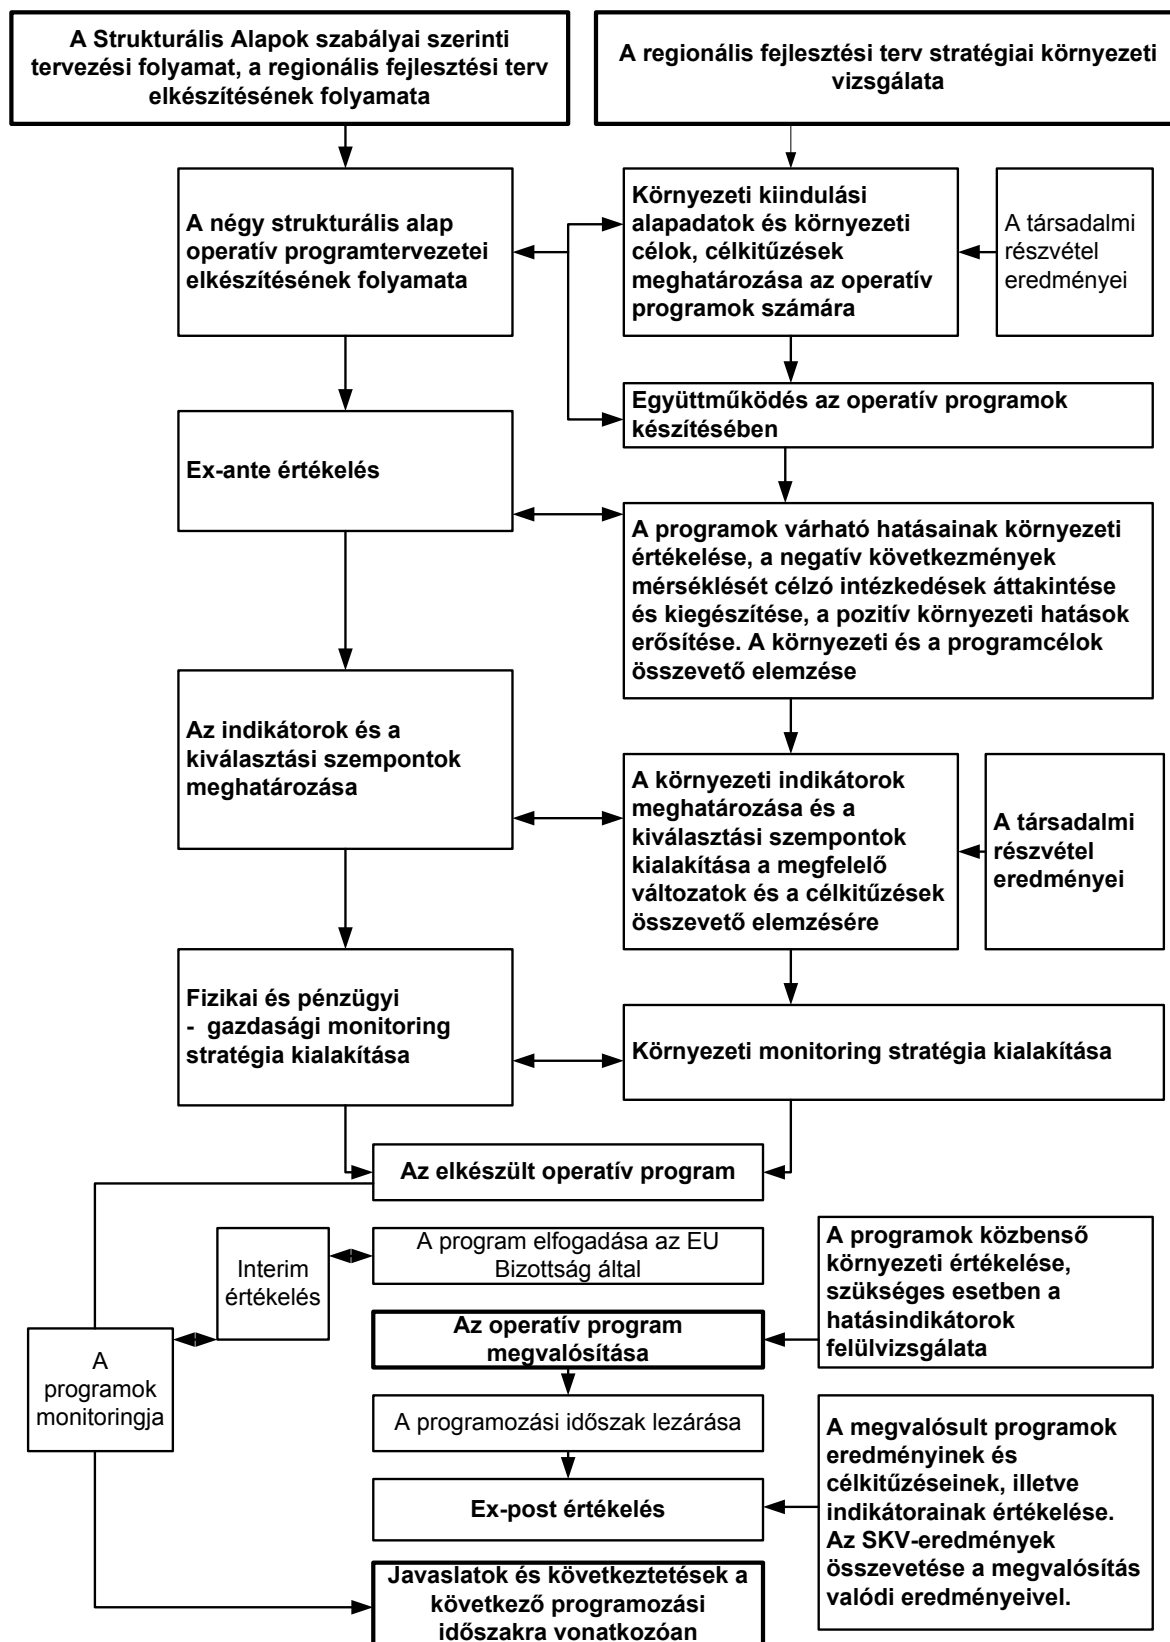 A Strukturális Alapok szabályai szerinti
tervezési folyamat, a regionális fejlesztési terv
elkészítésének folyamata
A regionális fejlesztési terv stratégiai környezeti
vizsgálata
A négy strukturális alap
operatív programtervezetei
elkészítésének folyamata
Környezeti kiindulási
alapadatok és környezeti
célok, célkitűzések
meghatározása az operatív
programok számára
A társadalmi
részvétel
eredményei
Együttműködés az operatív programok
készítésében
Ex-ante értékelés
A programok várható hatásainak környezeti
értékelése, a negatív következmények
mérséklését célzó intézkedések áttakintése
és kiegészítése, a pozitív környezeti hatások
erősítése. A környezeti és a programcélok
összevető elemzése
Az indikátorok és a
kiválasztási szempontok
meghatározása
A környezeti indikátorok
meghatározása és a
kiválasztási szempontok
kialakítása a megfelelő
változatok és a célkitűzések
összevető elemzésére
A társadalmi
részvétel
eredményei
Fizikai és pénzügyi
- gazdasági monitoring
stratégia kialakítása
Környezeti monitoring stratégia kialakítása
Az elkészült operatív program
Interim
értékelés
A program elfogadása az EU
Bizottság által
A programok közbenső
környezeti értékelése,
szükséges esetben a
hatásindikátorok
felülvizsgálata
Az operatív program
megvalósítása
A
programok
monitoringja
A programozási időszak lezárása
A megvalósult programok
eredményinek és
célkitűzéseinek, illetve
indikátorainak értékelése.
Az SKV-eredmények
összevetése a megvalósítás
valódi eredményeivel.
Ex-post értékelés
Javaslatok és következtetések a
következő programozási
időszakra vonatkozóan